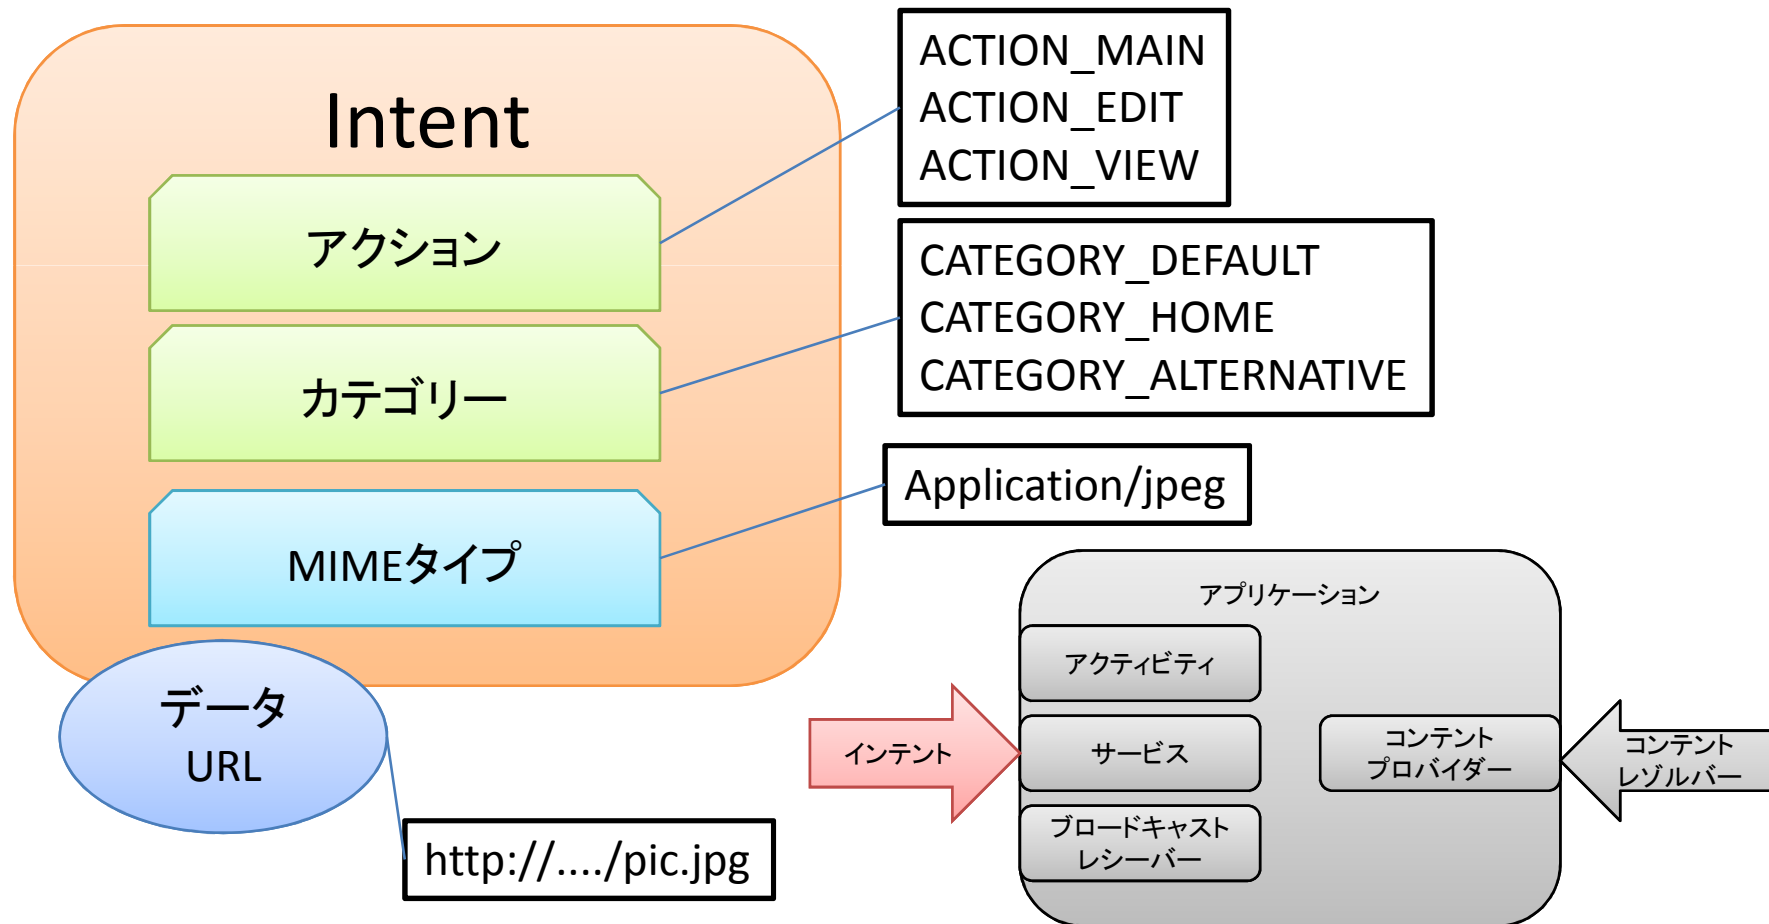 Intent
アクション
カテゴリー
MIMEタイプ
データ
URL
ACTION_MAIN
ACTION_EDIT
ACTION_VIEW
CATEGORY_DEFAULT
CATEGORY_HOME
CATEGORY_ALTERNATIVE
Application/jpeg
http://..../pic.jpg
アプリケーション
アクティビティ
インテント
サービス
コンテント
プロバイダー
コンテント
レゾルバー
ブロードキャスト
レシーバー